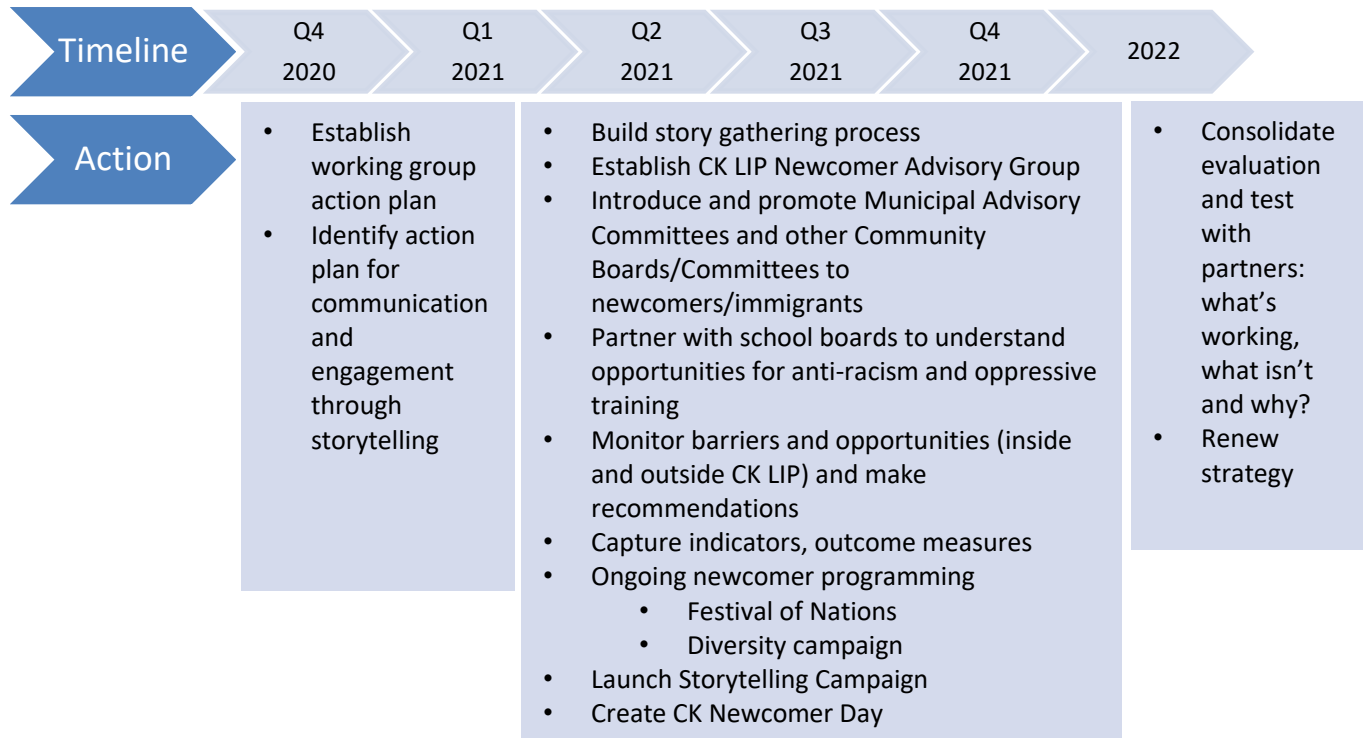 Timeline
Q4
2020
Q1
2021
Q2
2021
Q3
2021
Q4
2021
2022
Action
• Establish
working group
action plan
• Identify action
plan for
communication
and
engagement
through
storytelling
• Build story gathering process
• Establish CK LIP Newcomer Advisory Group
• Introduce and promote Municipal Advisory
Committees and other Community
Boards/Committees to
newcomers/immigrants
• Partner with school boards to understand
opportunities for anti-racism and oppressive
training
• Monitor barriers and opportunities (inside
and outside CK LIP) and make
recommendations
• Capture indicators, outcome measures
• Ongoing newcomer programming
• Festival of Nations
• Diversity campaign
• Launch Storytelling Campaign
• Create CK Newcomer Day
• Consolidate
evaluation
and test
with
partners:
what’s
working,
what isn’t
and why?
• Renew
strategy